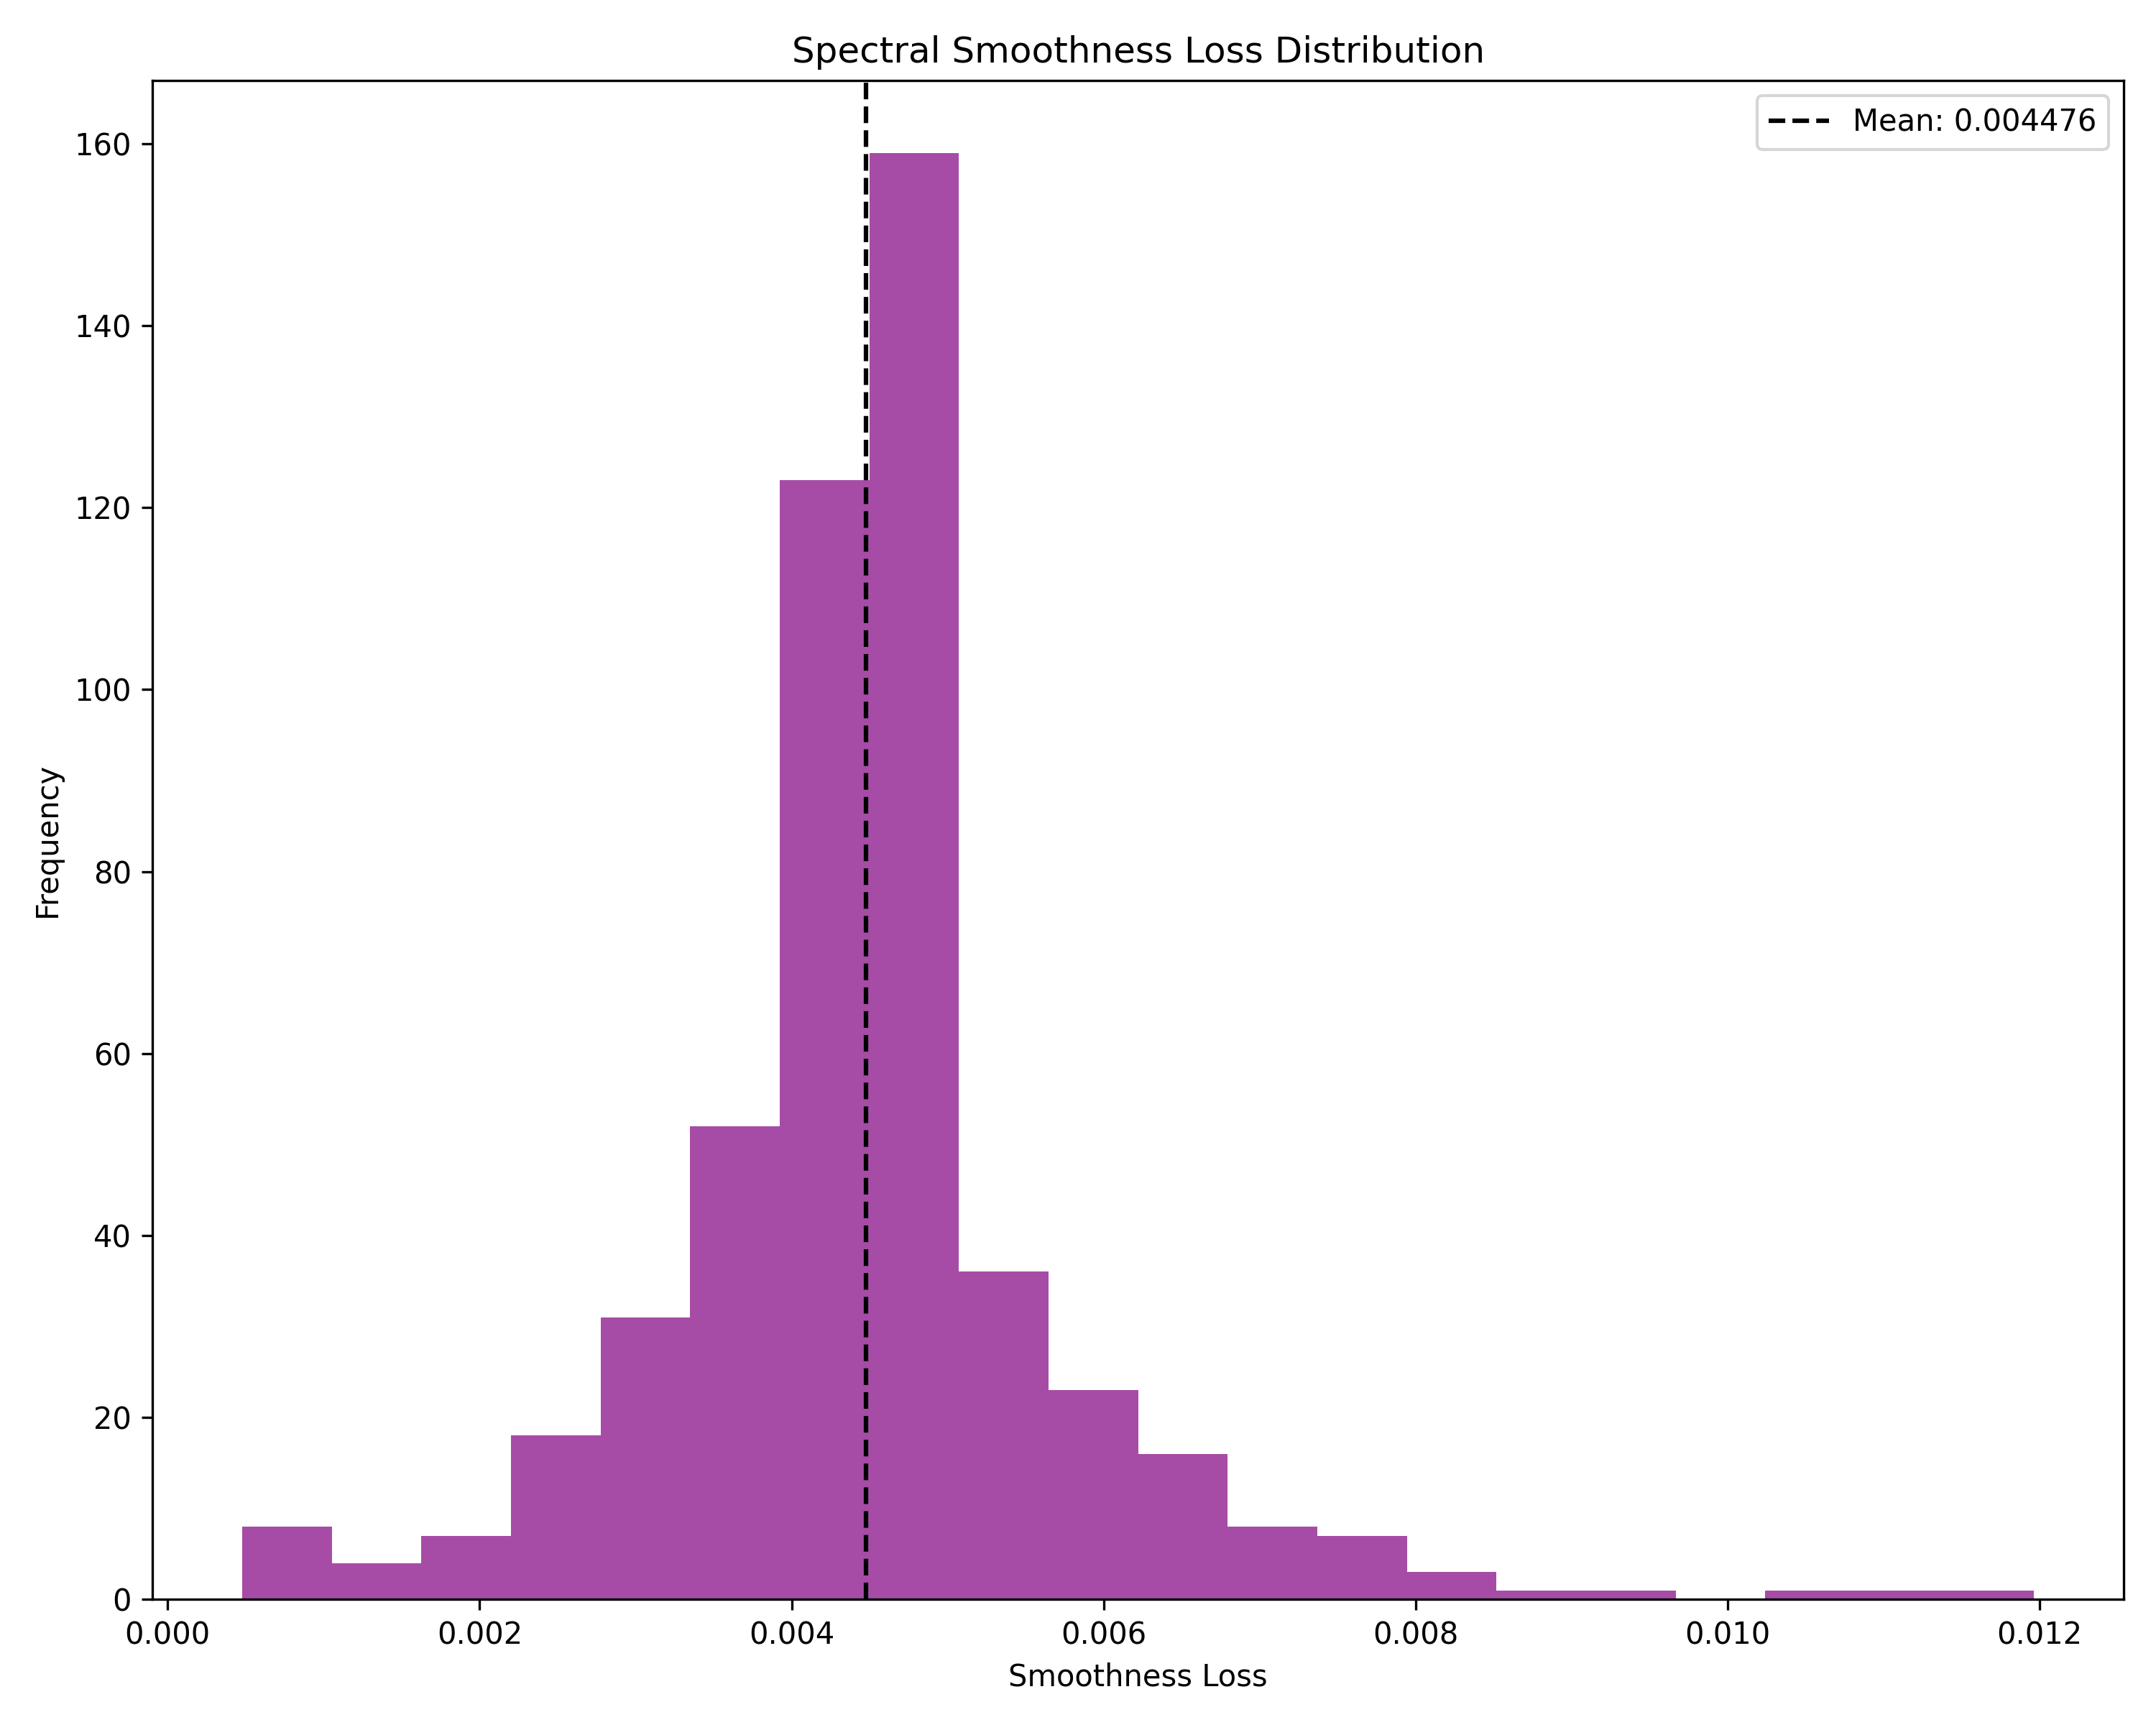 Spectral Smoothness Loss Distribution
Mean: 0.004476
160
140
120
100
80
60
40
20
0
Frequency
0.000 0.002 0.004 0.006 0.008 0.010 0.012
Smoothness Loss